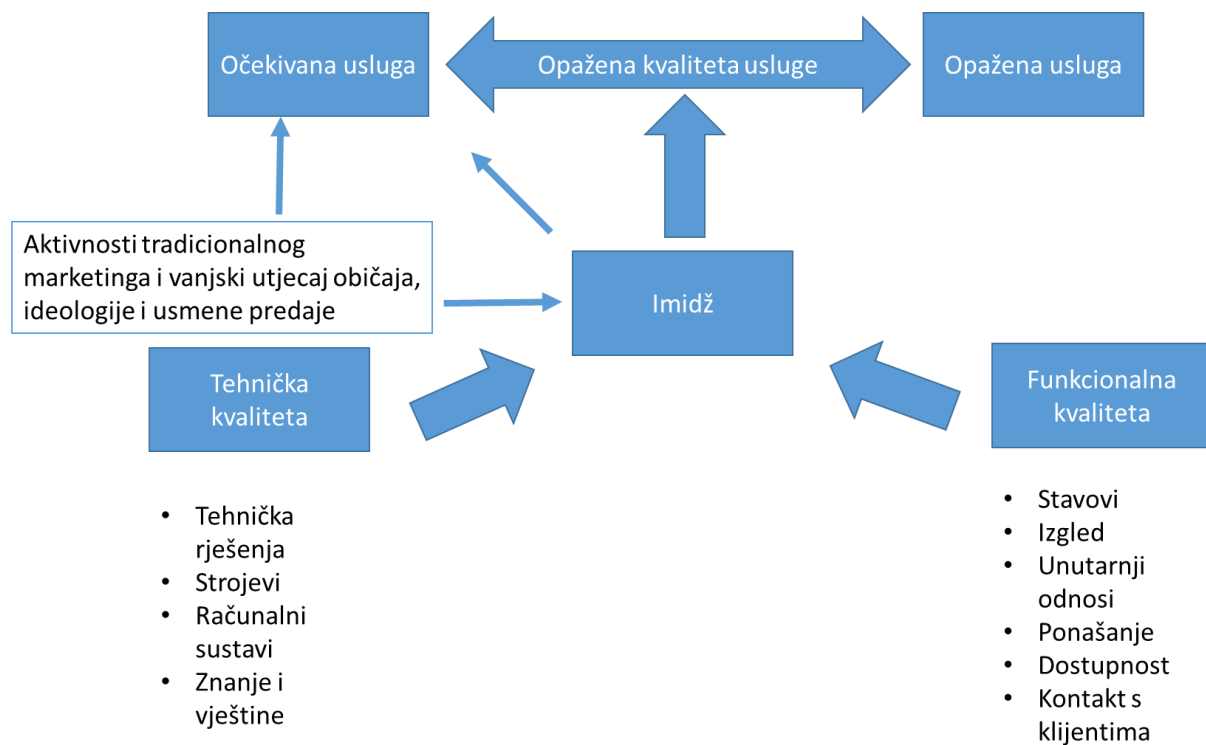 Očekivana usluga
Opažena kvaliteta usluge
Opažena usluga
Aktivnosti tradicionalnog
marketinga i vanjski utjecaj običaja,
ideologije i usmene predaje
Imidž
Tehnička
kvaliteta
Funkcionalna
kvaliteta
• Tehnička
rješenja
• Strojevi
• Računalni
sustavi
• Znanje i
vještine
• Stavovi
• Izgled
• Unutarnji
odnosi
• Ponašanje
• Dostupnost
• Kontakt s
klijentima